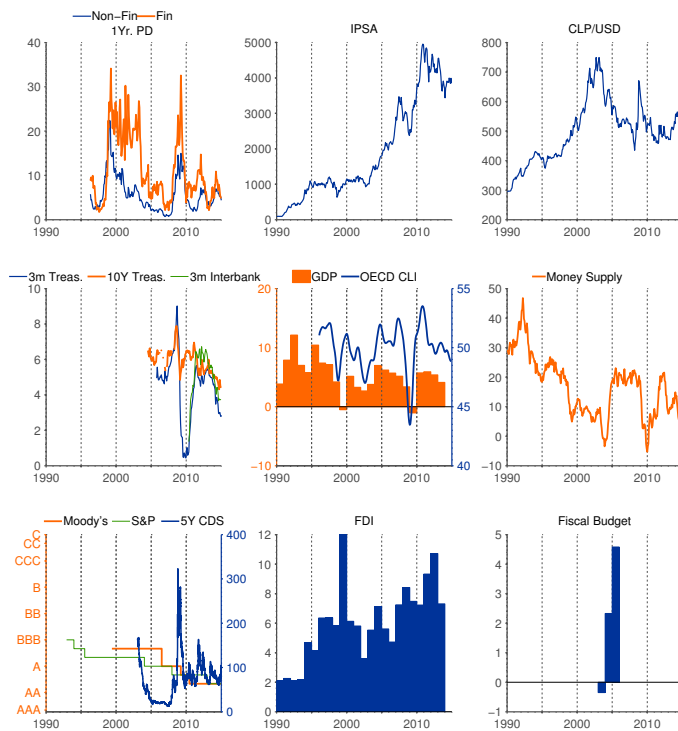 Non−Fin Fin
1Yr. PD IPSA CLP/USD
40 5000 800
30 4000 700
3000 600
20 500
2000
400
10 1000 300
0 0 200
1990 2000 2010 1990 2000 2010 1990 2000 2010
3m Treas. 10Y Treas. 3m Interbank GDP OECD CLI Money Supply
10 20 55 50
8 40
10 50 30
6 20
4 0 45 10
2 0
0 −10 40 −10
1990 2000 2010 1990 2000 2010 1990 2000 2010
Moody's S&P 5Y CDS FDI Fiscal Budget
C 400 12 5
CC
CCC 10 4
B 300 8 3
BB 200 6 2
BBB 4 1
A 100 2 0
AA
AAA 0 0 −1
1990 2000 2010 1990 2000 2010 1990 2000 2010